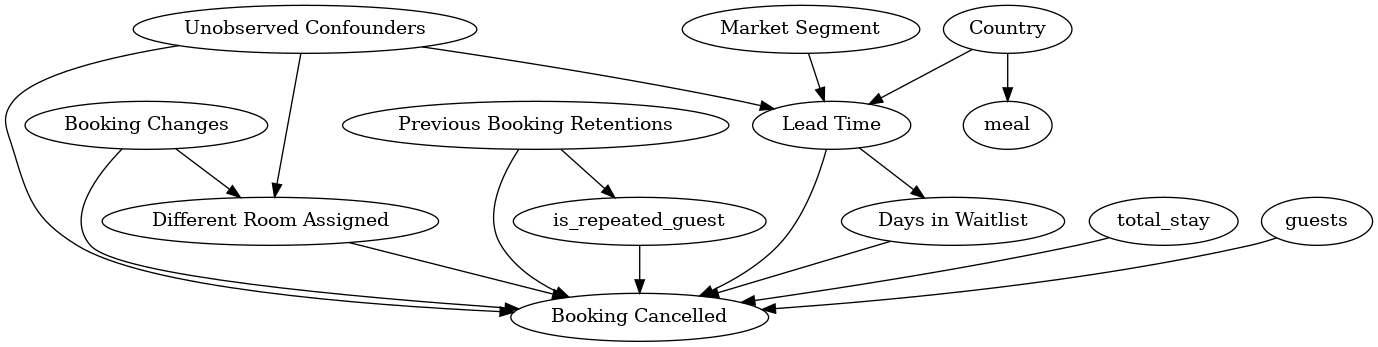 Unobserved Confounders
Market Segment
Country
Booking Changes
Previous Booking Retentions
Lead Time
meal
Different Room Assigned
is_repeated_guest
Days in Waitlist
total_stay
guests
Booking Cancelled